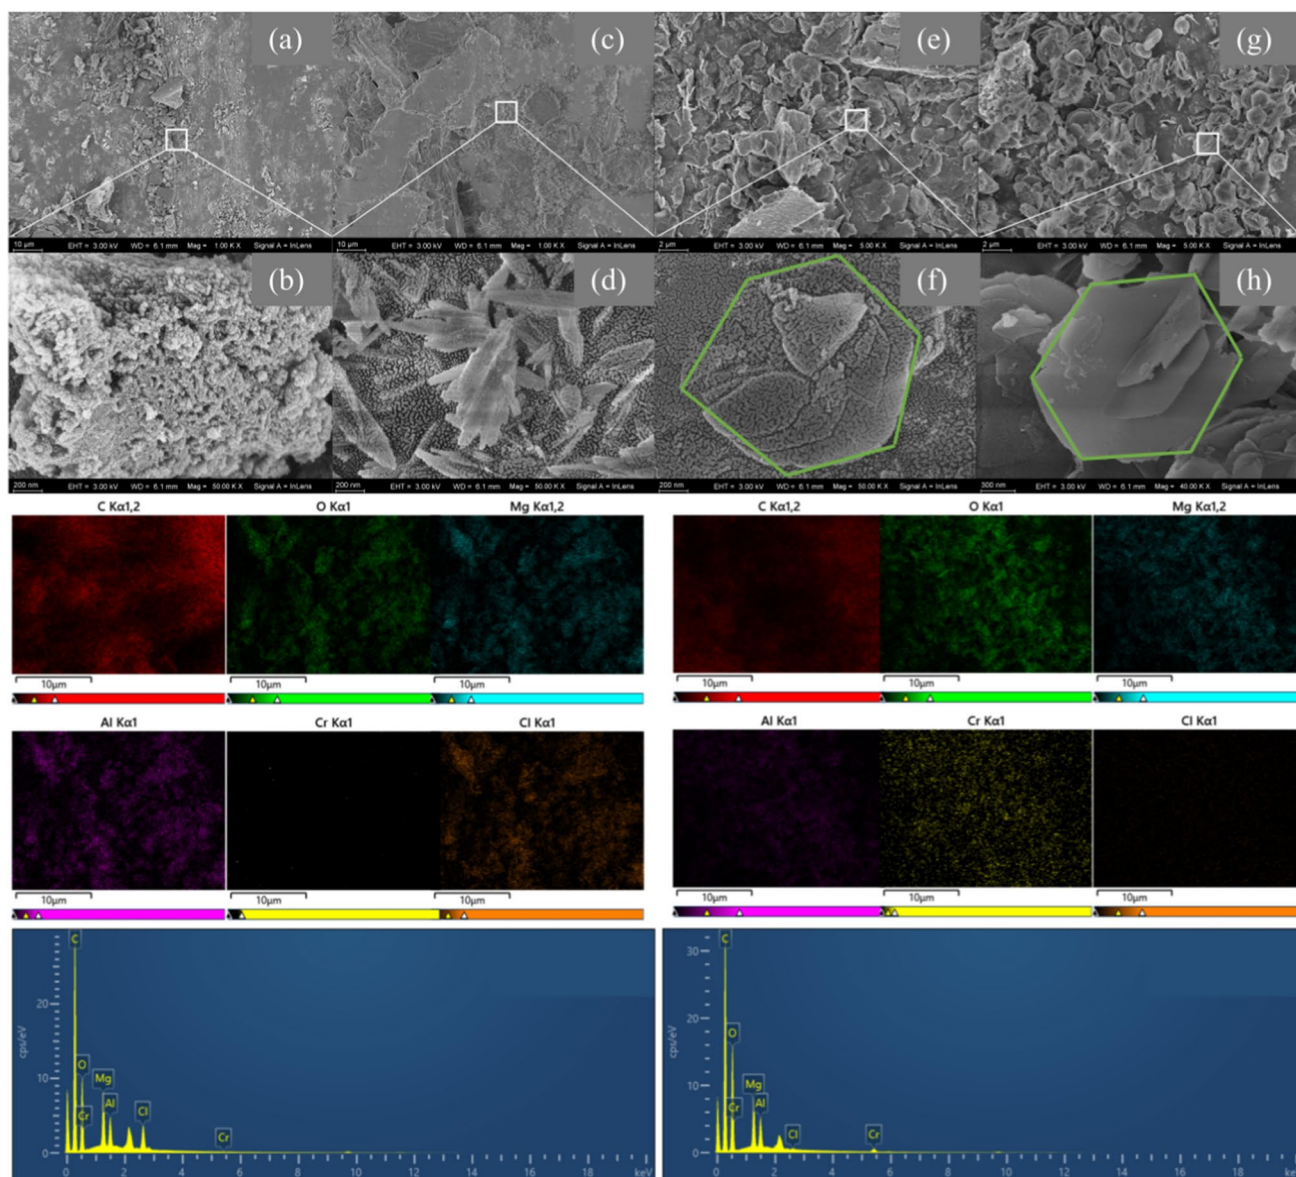 (a) (c) (e) (g)
10 µm EHT = 3.00 kV WD = 6.1 mm Mag = 1.00 K X Signal A = InLens
10 µm EHT = 3.00 kV WD = 6.1 mm Mag = 1.00 K X Signal A = InLens
2 µm EHT = 3.00 kV WD = 6.1 mm Mag = 5.00 K X Signal A = InLens
2 µm EHT = 3.00 kV WD = 6.1 mm Mag = 5.00 K X Signal A = InLens
(b) (d) (f) (h)
200 nm EHT = 3.00 kV WD = 6.1 mm Mag = 50.00 K X Signal A = InLens
200 nm EHT = 3.00 kV WD = 6.1 mm Mag = 50.00 K X Signal A = InLens
200 nm EHT = 3.00 kV WD = 6.1 mm Mag = 50.00 K X Signal A = InLens
300 nm EHT = 3.00 kV WD = 6.1 mm Mag = 40.00 K X Signal A = InLens
C Kα1,2 O Kα1 Mg Kα1,2
10µm 10µm 10µm
Al Kα1 Cr Kα1 Cl Kα1
10µm 10µm 10µm
C Kα1,2 O Kα1 Mg Kα1,2
10µm 10µm 10µm
Al Kα1 Cr Kα1 Cl Kα1
10µm 10µm 10µm
C
20
cps/eV
O
10
Mg
Al
Cr
Cl
Cr
0
0 2 4 6 8 10 12 14 16 18 keV
C
30
20
cps/eV
O
10
Mg
Al
Cr
Cl
Cr
0
0 2 4 6 8 10 12 14 16 18 keV